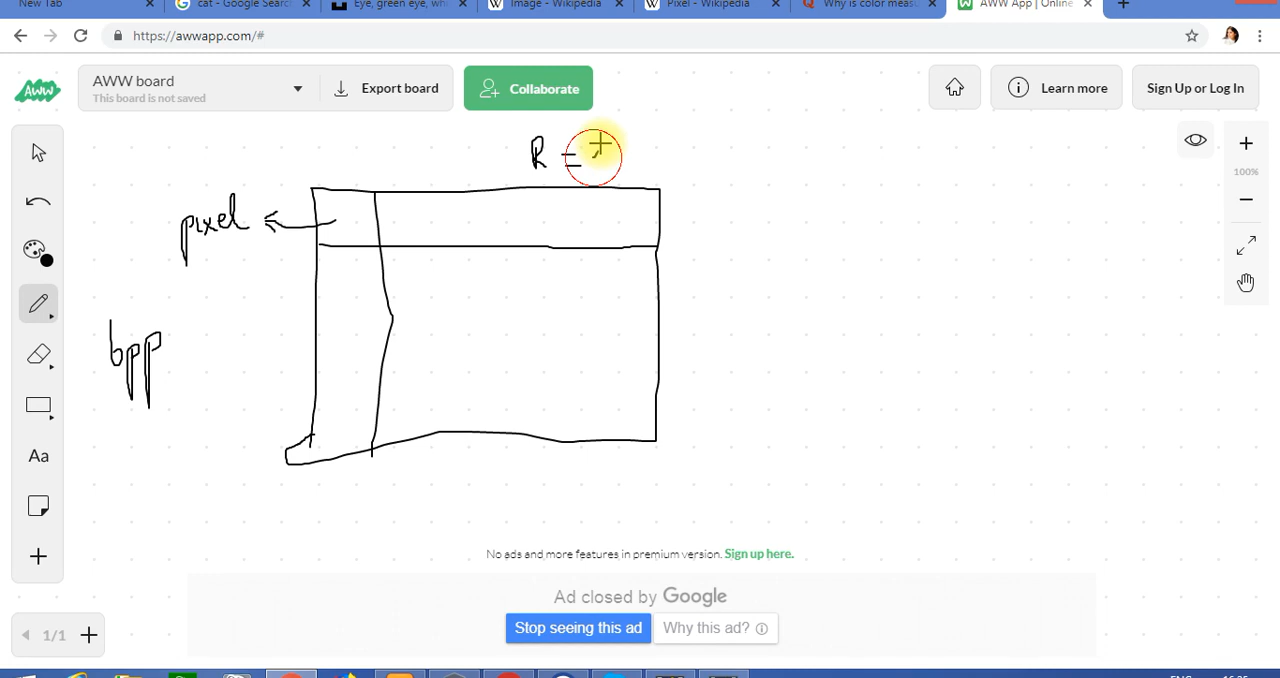 New Tab
cat - Google Searc
Eye, green eye, wh
Image - Wikipedia
Pixel - Wikipedia
Why is color meas
AWW App | Online
https://awwapp.com/#
AWW
AWW board
This board is not saved
Export board
Collaborate
Learn more
Sign Up or Log In
100%
R =
pixel
bpp
Aa
No ads and more features in premium version. Sign up here.
Ad closed by Google
Stop seeing this ad
Why this ad?
1/1